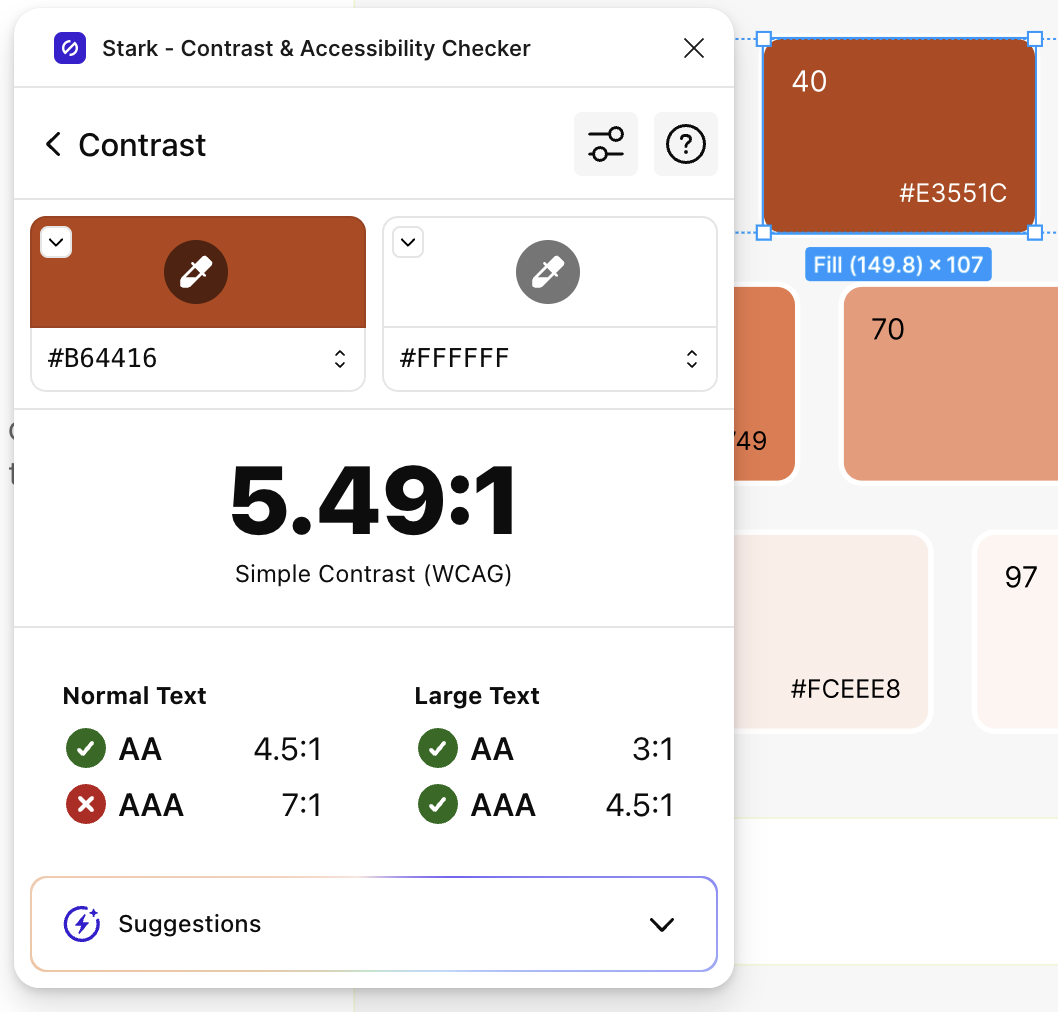 Stark - Contrast & Accessibility Checker
Contrast
?
#B64416
#FFFFFF
5.49:1
Simple Contrast (WCAG)
Normal Text
AA 4.5:1
AAA 7:1
Large Text
AA 3:1
AAA 4.5:1
Suggestions
40
#E3551C
Fill (149.8) × 107
49
70
#FCEEE8
97